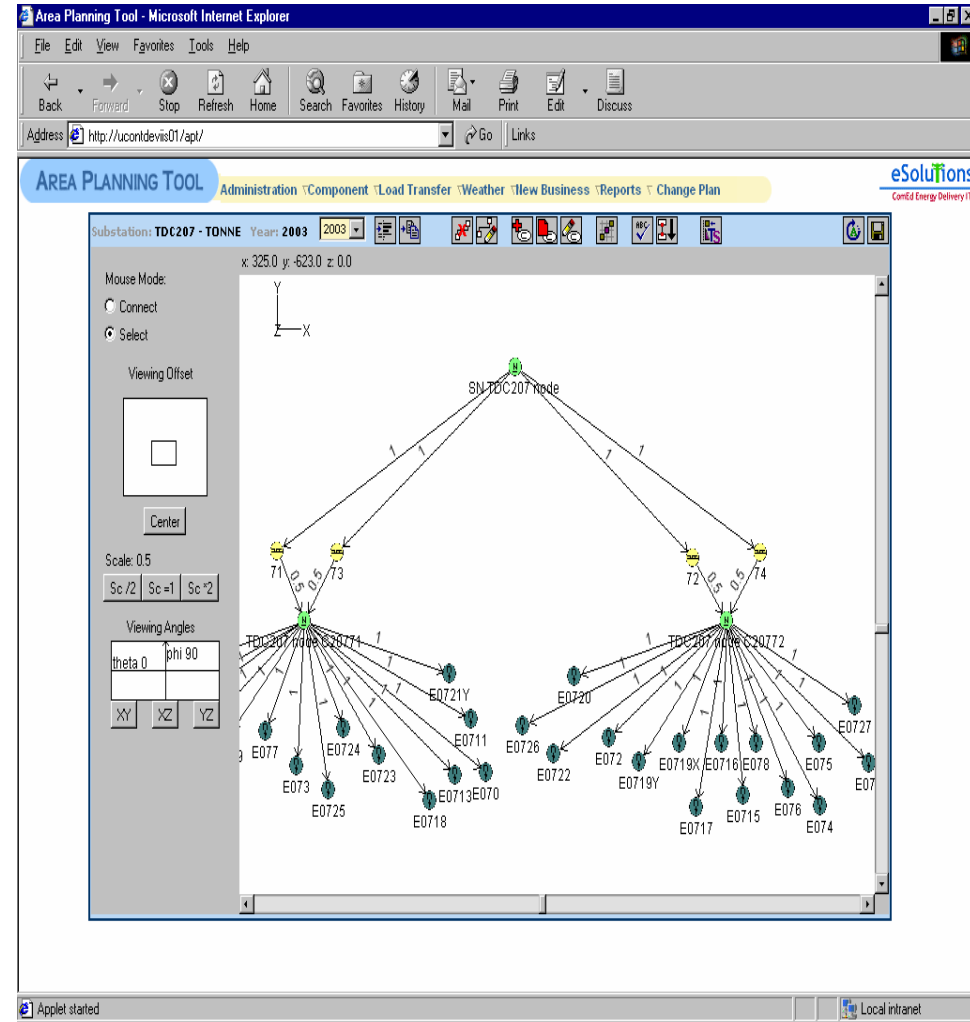 Area Planning Tool - Microsoft Internet Explorer
File Edit View Favorites Tools Help
Back Forward Stop Refresh Home Search Favorites History Mail Print Edit Discuss
Address http://ucontdeviis01/apt/ Go Links
AREA PLANNING TOOL
Administration Component Load Transfer Weather New Business Reports Change Plan
eSolutions
ComEd Energy Delivery IT
Substation: TDC207 - TONNE Year: 2003 2003
ABC
TS
x: 325.0 y: -623.0 z: 0.0
Mouse Mode:
Connect
Select
Viewing Offset
Center
Scale: 0.5
Sc /2 Sc =1 Sc *2
Viewing Angles
theta 0 phi 90
XY XZ YZ
Y
Z X
N
SN TDC207 node
1 1 1 1
71 73 72 74
0.5 0.5 0.5 0.5
N N
TDC207 node C20771 TDC207 node C20772
E0721Y E0720
E0711 E0726 E0727
E077 E0724 E0723 E0722 E072 E0719X E0716 E078 E075 E07
E073 E0725 E0713 E070 E0719Y E076
E0718 E0717 E0715 E074
Applet started Local intranet